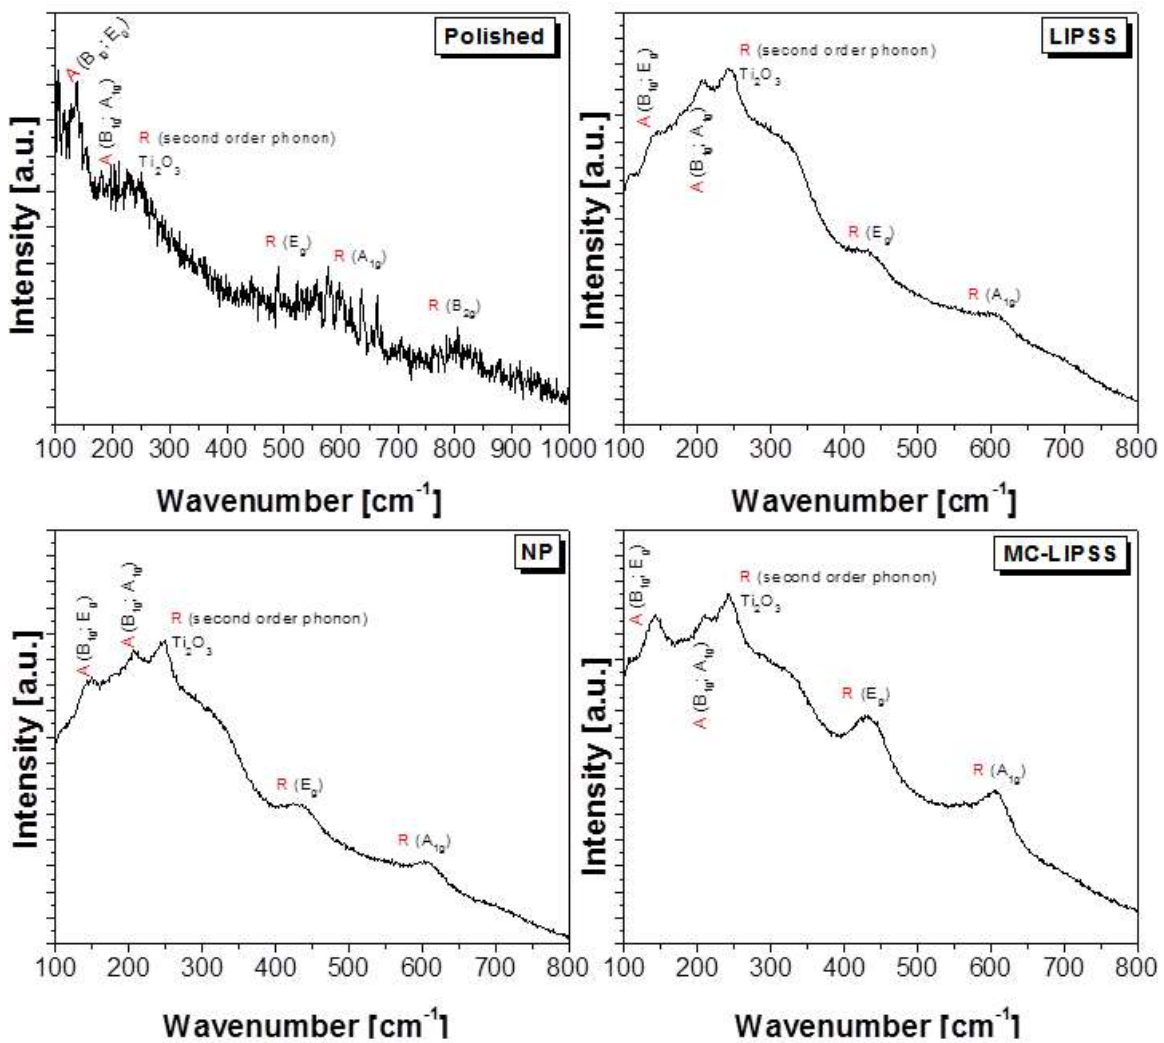 Polished
A (B₁g; Eg)
A (B₁g; A₁g)
R (second order phonon)
Ti₂O₃
R (Eg)
R (A₁g)
R (B₂g)
Intensity [a.u.]
100 200 300 400 500 600 700 800 900 1000
Wavenumber [cm⁻¹]
LIPSS
A (B₁g; Eg)
R (second order phonon)
Ti₂O₃
A (B₁g; A₁g)
R (Eg)
R (A₁g)
Intensity [a.u.]
100 200 300 400 500 600 700 800
Wavenumber [cm⁻¹]
NP
A (B₁g; Eg)
A (B₁g; A₁g)
R (second order phonon)
Ti₂O₃
R (Eg)
R (A₁g)
Intensity [a.u.]
100 200 300 400 500 600 700 800
Wavenumber [cm⁻¹]
MC-LIPSS
A (B₁g; Eg)
R (second order phonon)
Ti₂O₃
A (B₁g; A₁g)
R (Eg)
R (A₁g)
Intensity [a.u.]
100 200 300 400 500 600 700 800
Wavenumber [cm⁻¹]